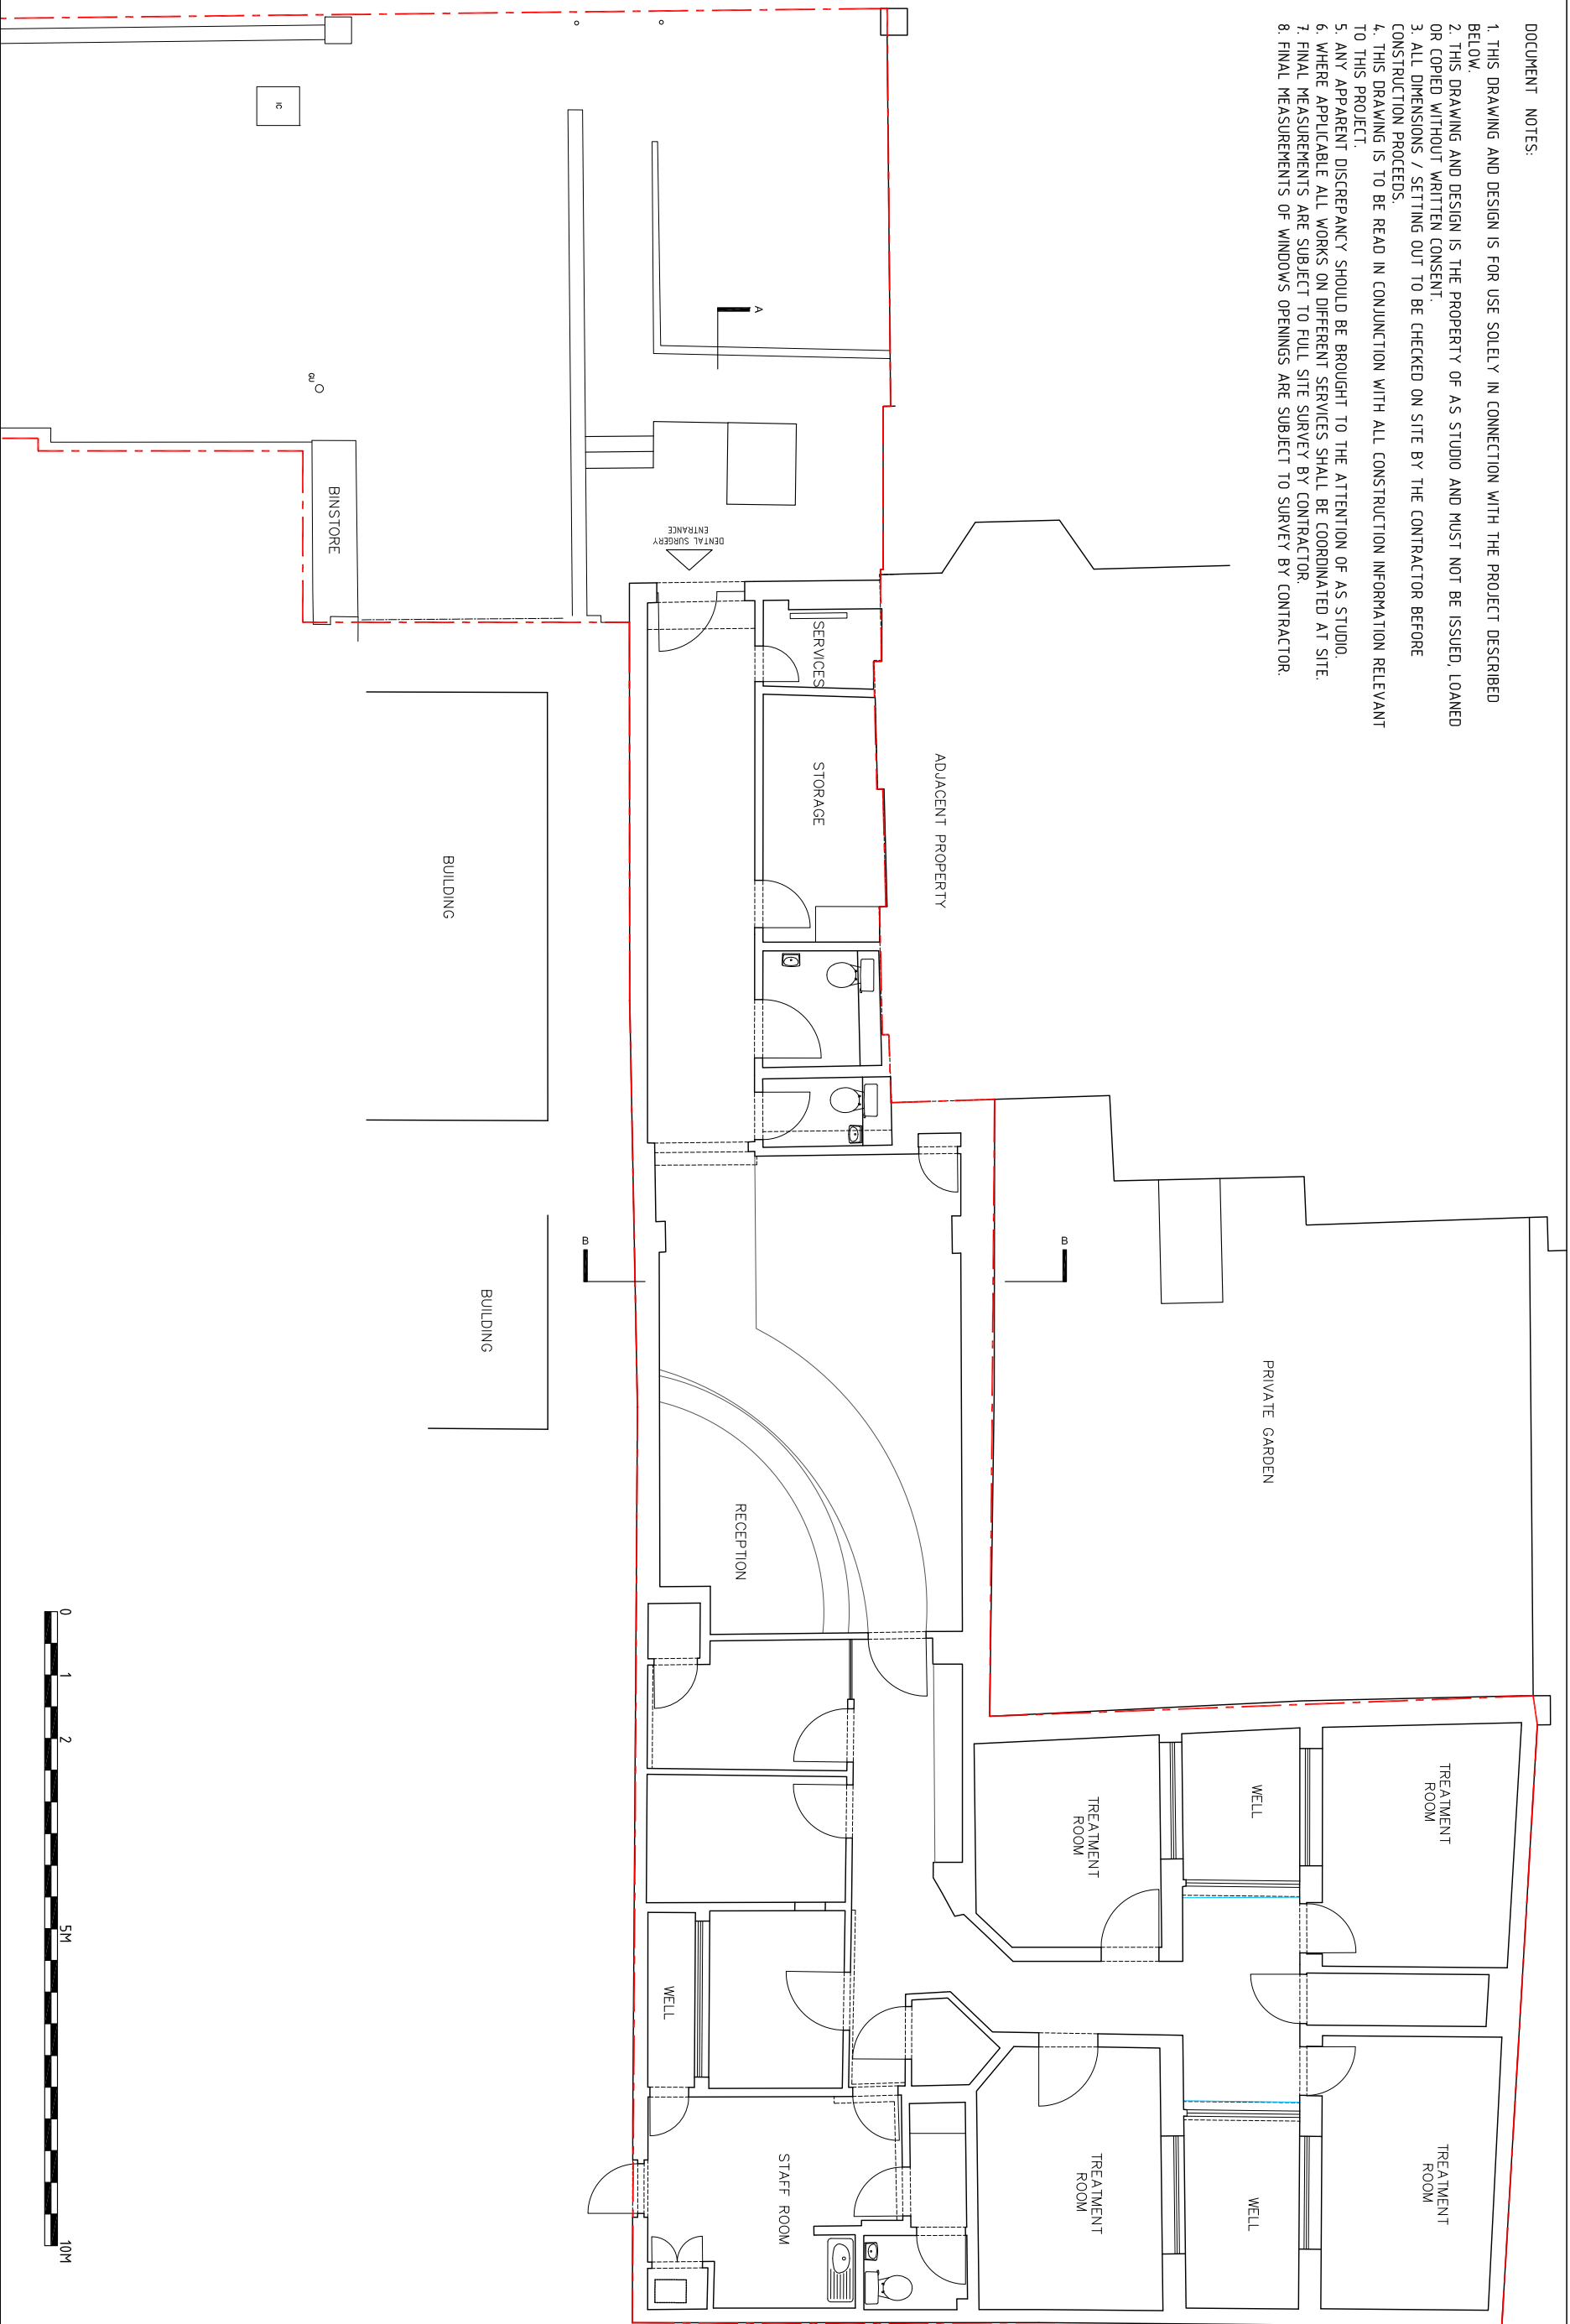 DOCUMENT NOTES:
1. THIS DRAWING AND DESIGN IS FOR USE SOLELY IN CONNECTION WITH THE PROJECT DESCRIBED
BELOW.
2. THIS DRAWING AND DESIGN IS THE PROPERTY OF AS STUDIO AND MUST NOT BE ISSUED, LOANED
OR COPIED WITHOUT WRITTEN CONSENT.
3. ALL DIMENSIONS / SETTING OUT TO BE CHECKED ON SITE BY THE CONTRACTOR BEFORE
CONSTRUCTION PROCEEDS.
4. THIS DRAWING IS TO BE READ IN CONJUNCTION WITH ALL CONSTRUCTION INFORMATION RELEVANT
TO THIS PROJECT.
5. ANY APPARENT DISCREPANCY SHOULD BE BROUGHT TO THE ATTENTION OF AS STUDIO.
6. WHERE APPLICABLE ALL WORKS ON DIFFERENT SERVICES SHALL BE COORDINATED AT SITE.
7. FINAL MEASUREMENTS ARE SUBJECT TO FULL SITE SURVEY BY CONTRACTOR.
8. FINAL MEASUREMENTS OF WINDOWS OPENINGS ARE SUBJECT TO SURVEY BY CONTRACTOR.
TREATMENT
ROOM
TREATMENT
ROOM
PRIVATE GARDEN
WELL
WELL
TREATMENT
ROOM
TREATMENT
ROOM
B
ADJACENT PROPERTY
SERVICES
STORAGE
A
DENTAL SURGERY
ENTRANCE
RECEPTION
STAFF ROOM
WELL
B
BUILDING
BUILDING
BINSTORE
GU
IC
0
1
2
5M
10M